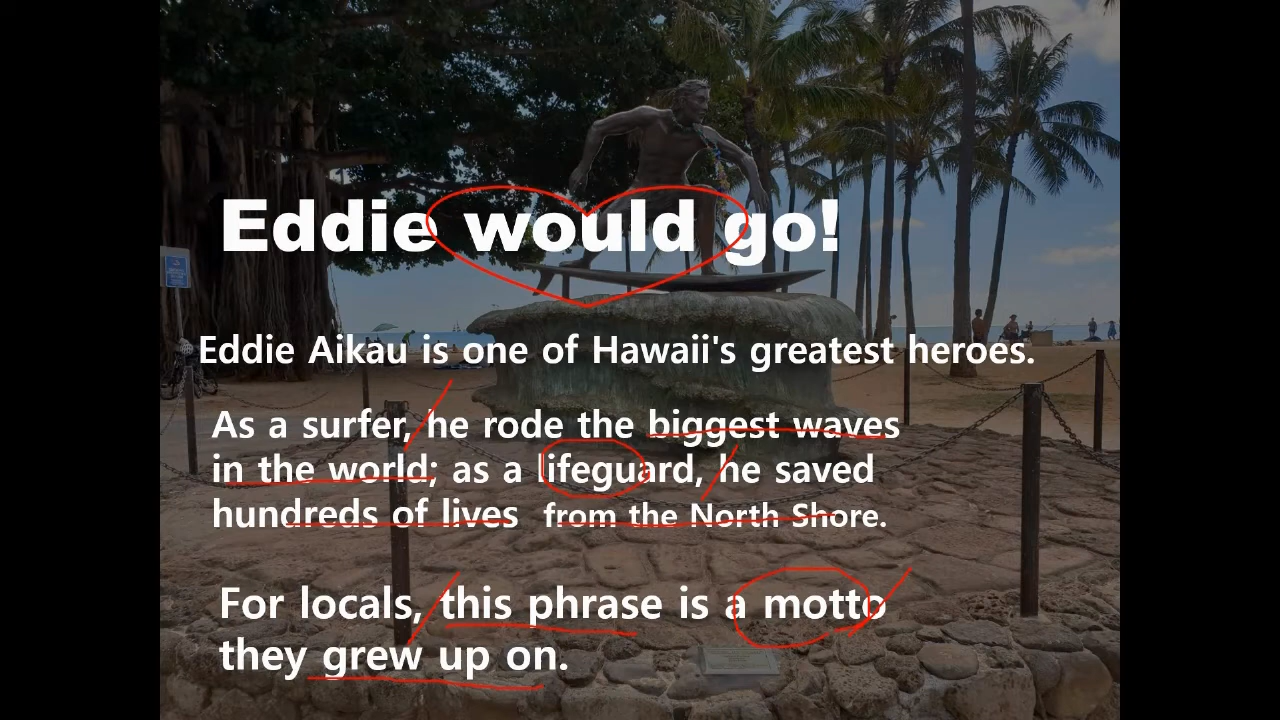 Eddie would go!
Eddie Aikau is one of Hawaii's greatest heroes.
As a surfer, he rode the biggest waves
in the world; as a lifeguard, he saved
hundreds of lives from the North Shore.
For locals, this phrase is a motto
they grew up on.